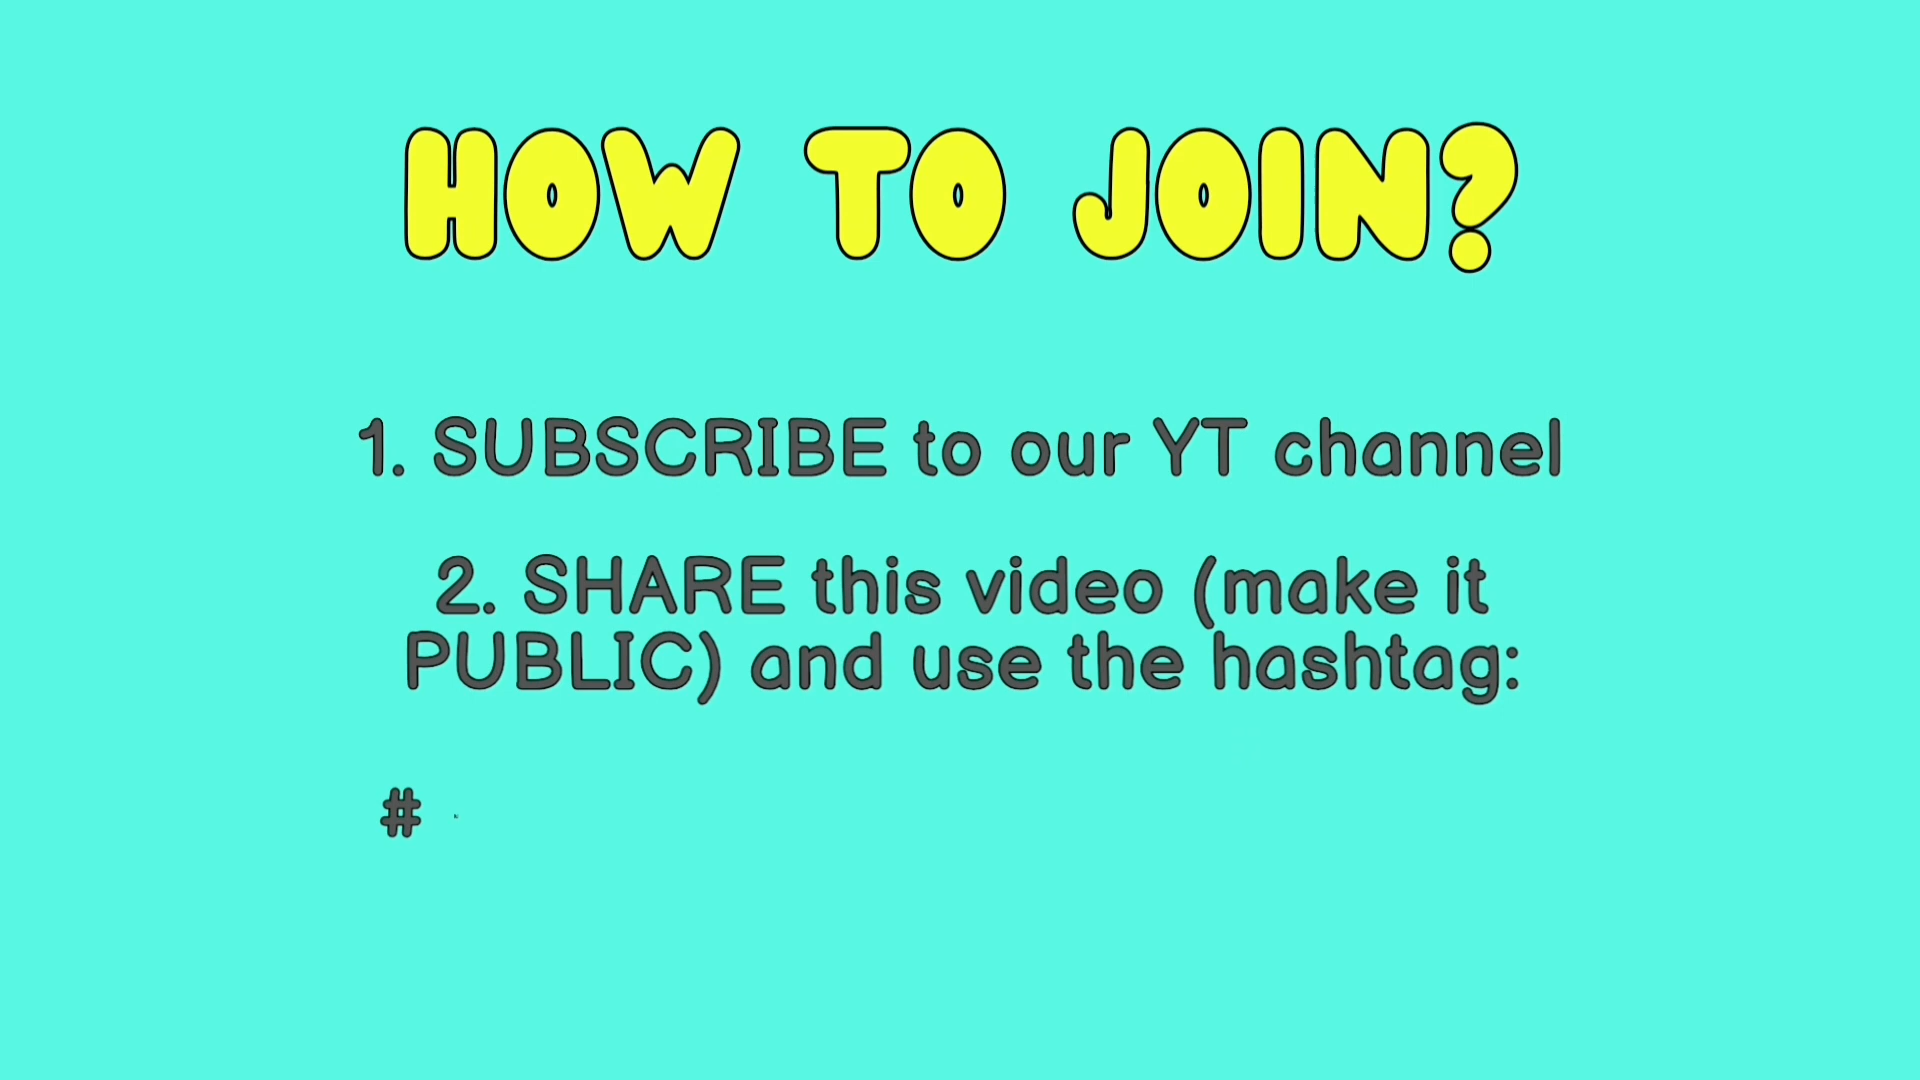 HOW TO JOIN?
1. SUBSCRIBE to our YT channel
2. SHARE this video (make it
PUBLIC) and use the hashtag:
#